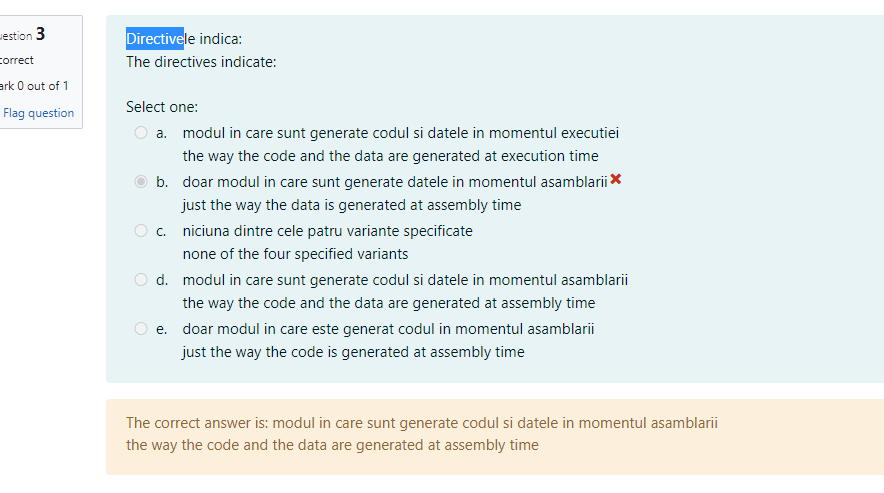 estion 3
correct
ark 0 out of 1
Flag question
Directivele indica:
The directives indicate:
Select one:
a. modul in care sunt generate codul si datele in momentul executiei
the way the code and the data are generated at execution time
b. doar modul in care sunt generate datele in momentul asamblarii
just the way the data is generated at assembly time
c. niciuna dintre cele patru variante specificate
none of the four specified variants
d. modul in care sunt generate codul si datele in momentul asamblarii
the way the code and the data are generated at assembly time
e. doar modul in care este generat codul in momentul asamblarii
just the way the code is generated at assembly time
The correct answer is: modul in care sunt generate codul si datele in momentul asamblarii
the way the code and the data are generated at assembly time